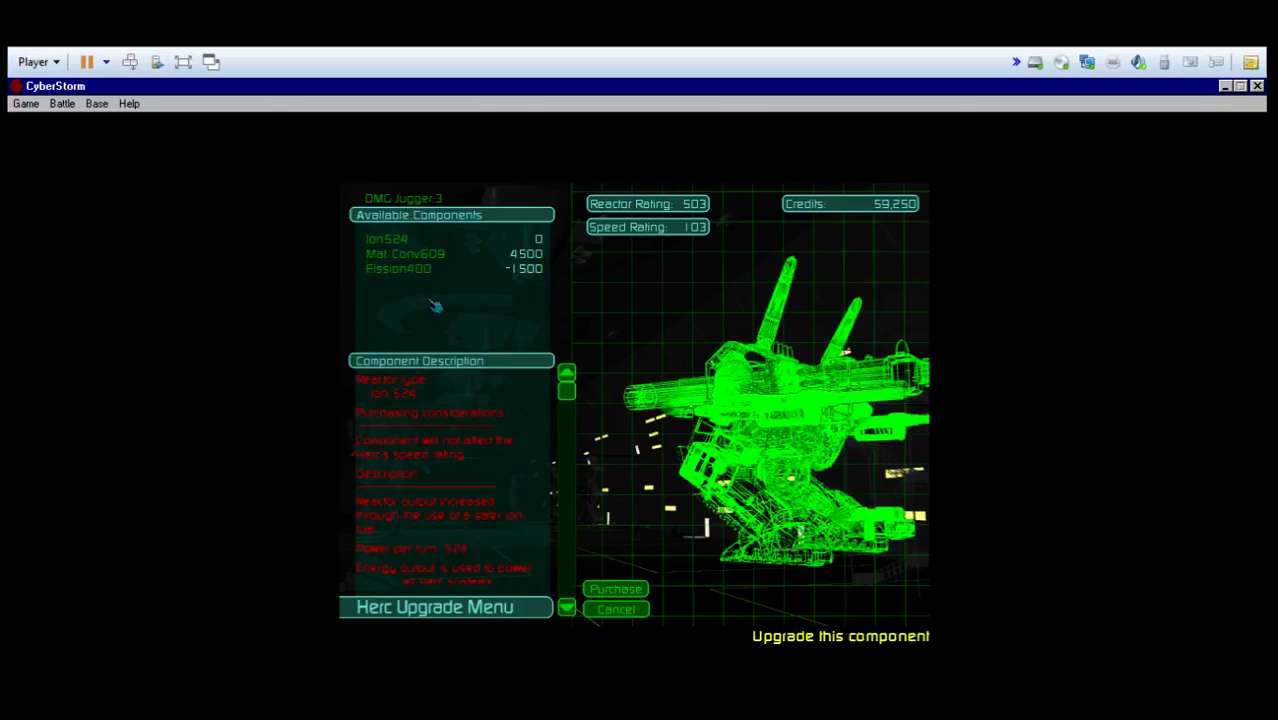 Player
CyberStorm
Game Battle Base Help
OMG Jugger:3
Available Components
Ion524 0
Mat. Conv609 4500
Fission400 -1500
Component Description
Reactor type
Ion 524
Purchasing considerations
Component will not affect the
Herc's speed rating.
Description
Reactor output increased
through the use of a safer ion
fuel.
Power per turn: 524
Energy output is used to power
all Herc systems
Herc Upgrade Menu
Reactor Rating: 503
Credits: 59,250
Speed Rating: 103
Purchase
Cancel
Upgrade this component